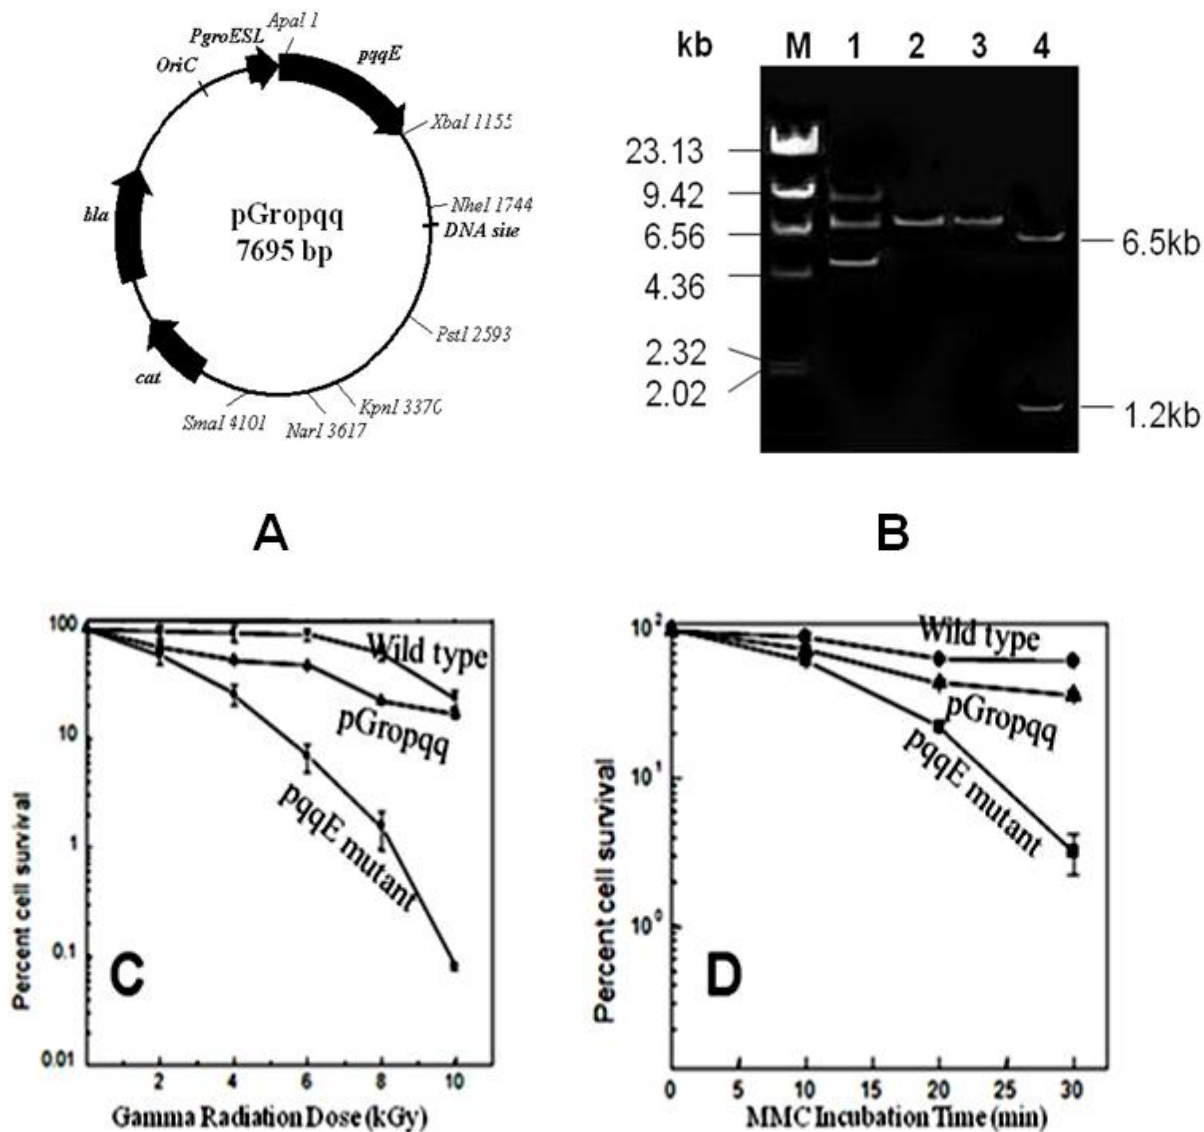 PgroESL
ApaI 1
pqqE
OriC
XbaI 1155
bla
pGropqq
7695 bp
NheI 1744
DNA site
PstI 2593
cat
SmaI 4101
NarI 3617
KpnI 3370
A
kb M 1 2 3 4
23.13
9.42
6.56
4.36
2.32
2.02
6.5kb
1.2kb
B
100
10
1
0.1
0.01
Percent cell survival
Wild type
pGropqq
pqqE mutant
C
2 4 6 8 10
Gamma Radiation Dose (kGy)
10²
10¹
10⁰
Percent cell survival
Wild type
pGropqq
pqqE mutant
D
0 5 10 15 20 25 30
MMC Incubation Time (min)